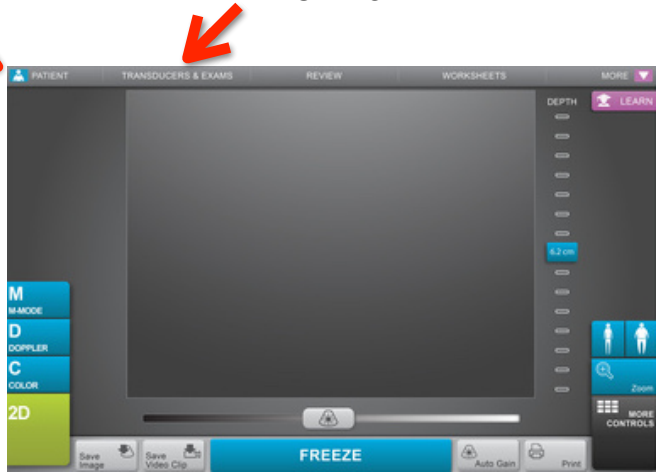 PATIENT
TRANSDUCERS & EXAMS
REVIEW
WORKSHEETS
MORE
DEPTH
LEARN
6.2 cm
M
M-MODE
D
DOPPLER
C
COLOR
2D
Zoom
MORE
CONTROLS
Save
Image
Save
Video Clip
FREEZE
Auto Gain
Print